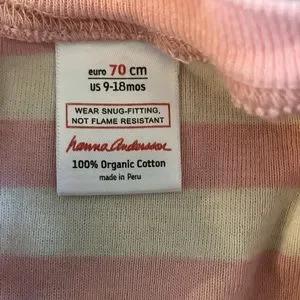 euro 70 cm
US 9-18mos
WEAR SNUG-FITTING,
NOT FLAME RESISTANT
hanna andersson
100% Organic Cotton
made in Peru